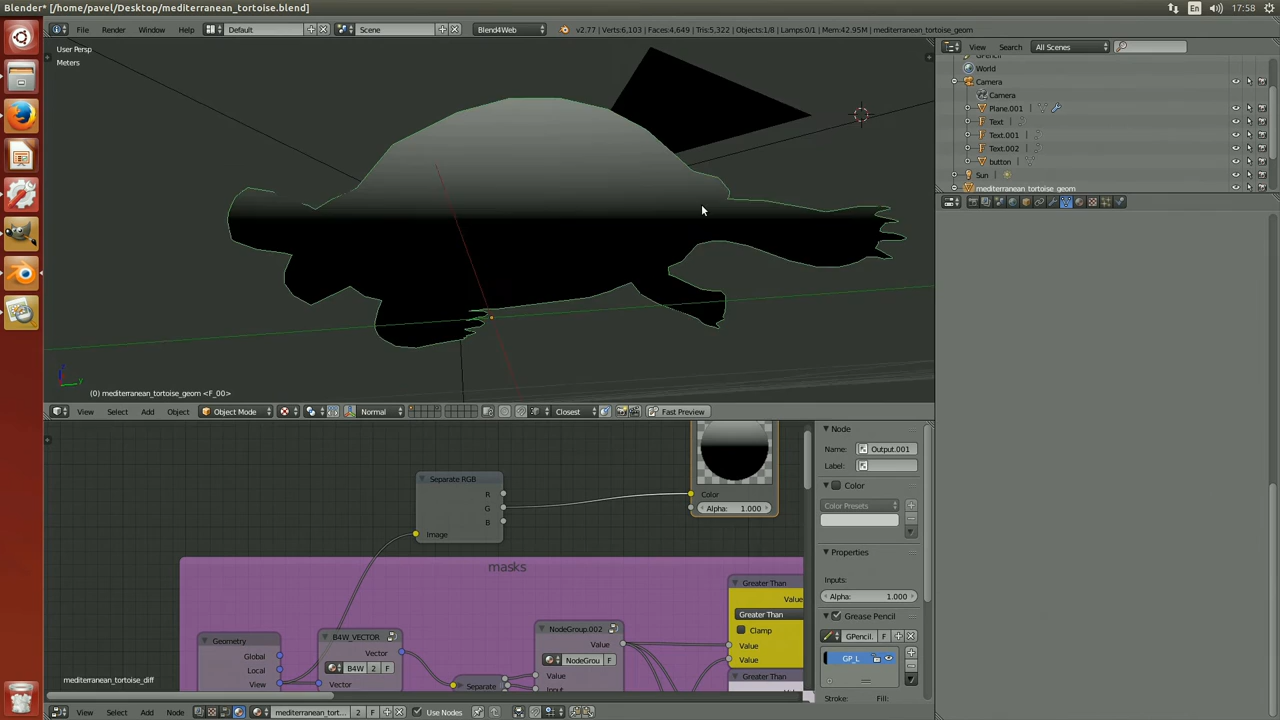 Blender* [/home/pavel/Desktop/mediterranean_tortoise.blend]
En
17:58
File Render Window Help
Default
Scene
Blend4Web
v2.77 | Verts:6,103 | Faces:4,649 | Tris:5,322 | Objects:1/8 | Lamps:0/1 | Mem:42.95M | mediterranean_tortoise_geom
View Search All Scenes
User Persp
Meters
World
Camera
Camera
Plane.001
Text
Text.001
Text.002
button
Sun
mediterranean_tortoise_geom
z
y
(0) mediterranean_tortoise_geom <F_00>
View Select Add Object Object Mode Normal Closest Fast Preview
Separate RGB
R
G
B
Image
Color
Alpha: 1.000
masks
Geometry
Global
Local
View
B4W_VECTOR
Vector
B4W 2 F
Vector
Separate
NodeGroup.002
Value
NodeGrou F
Value
Input
Greater Than
Value
Greater Than
Clamp
Value
Value
Greater Than
Node
Name: Output.001
Label:
Color
Color Presets
Properties
Inputs:
Alpha: 1.000
Grease Pencil
GPencil. F
GP_L
Stroke: Fill:
mediterranean_tortoise_diff
View Select Add Node mediterranean_tort... 2 F Use Nodes